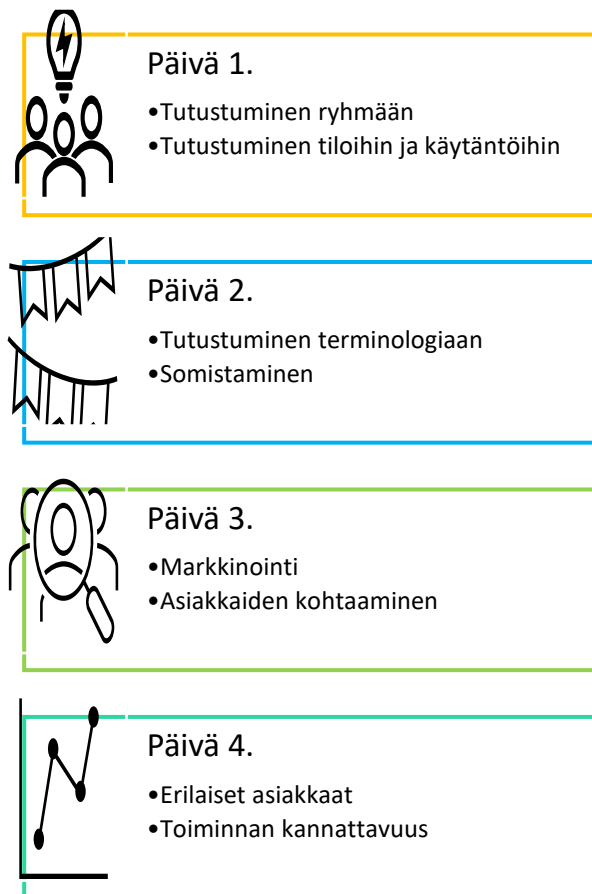 Päivä 1.
•Tutustuminen ryhmään
•Tutustuminen tiloihin ja käytäntöihin
Päivä 2.
•Tutustuminen terminologiaan
•Somistaminen
Päivä 3.
•Markkinointi
•Asiakkaiden kohtaaminen
Päivä 4.
•Erilaiset asiakkaat
•Toiminnan kannattavuus